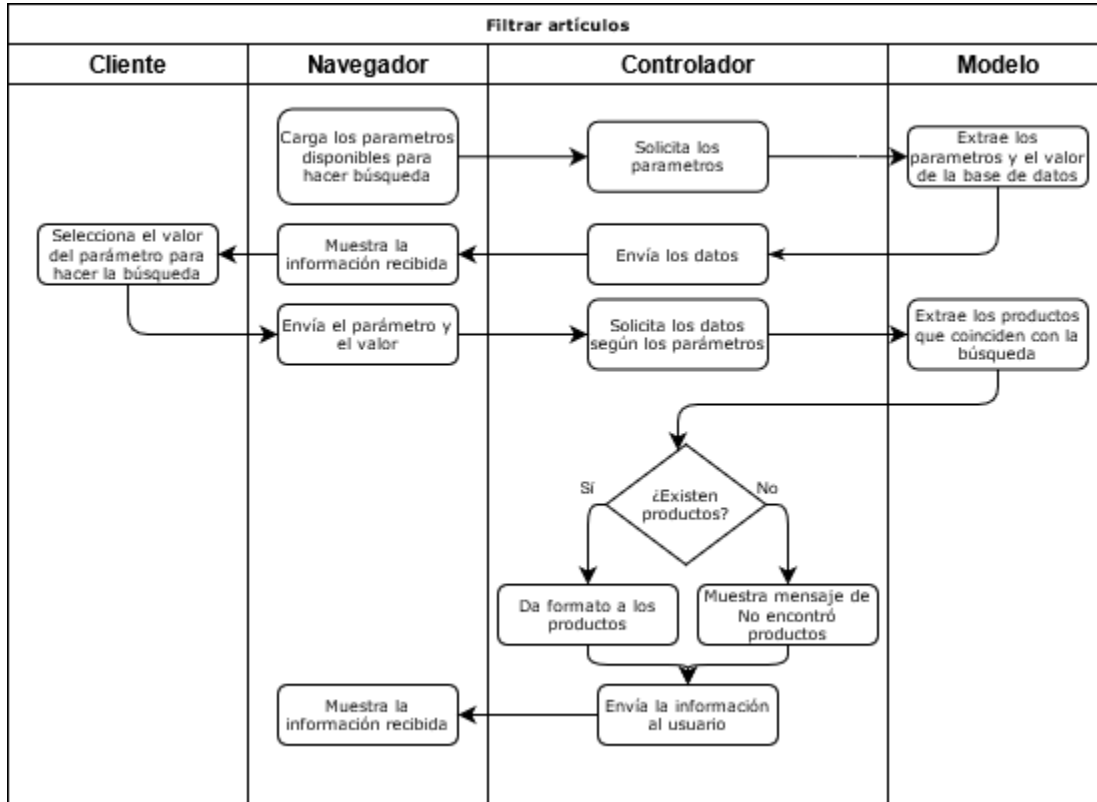 Filtrar artículos
Cliente
Navegador
Controlador
Modelo
Carga los parametros
disponibles para
hacer búsqueda
Solicita los
parametros
Extrae los
parametros y el valor
de la base de datos
Selecciona el valor
del parámetro para
hacer la búsqueda
Muestra la
información recibida
Envía los datos
Envía el parámetro y
el valor
Solicita los datos
según los parámetros
Extrae los productos
que coinciden con la
búsqueda
Sí
¿Existen
productos?
No
Da formato a los
productos
Muestra mensaje de
No encontró
productos
Muestra la
información recibida
Envía la información
al usuario